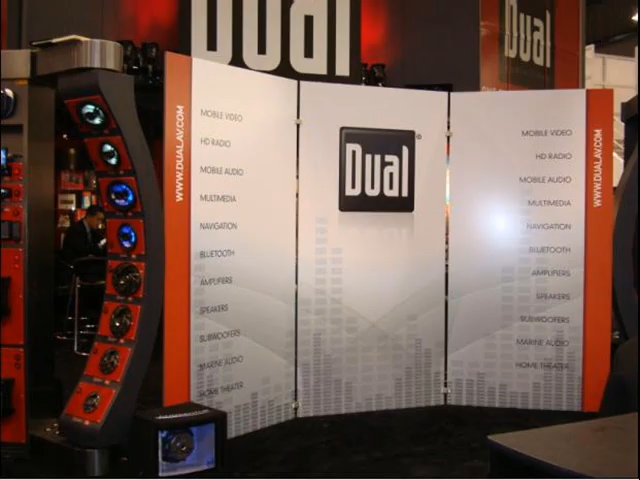 Dual
Dual
WWW.DUALAV.COM
MOBILE VIDEO
HD RADIO
MOBILE AUDIO
MULTIMEDIA
NAVIGATION
BLUETOOTH
AMPLIFIERS
SPEAKERS
SUBWOOFERS
MARINE AUDIO
HOME THEATER
Dual
MOBILE VIDEO
HD RADIO
MOBILE AUDIO
MULTIMEDIA
NAVIGATION
BLUETOOTH
AMPLIFIERS
SPEAKERS
SUBWOOFERS
MARINE AUDIO
HOME THEATER
WWW.DUALAV.COM